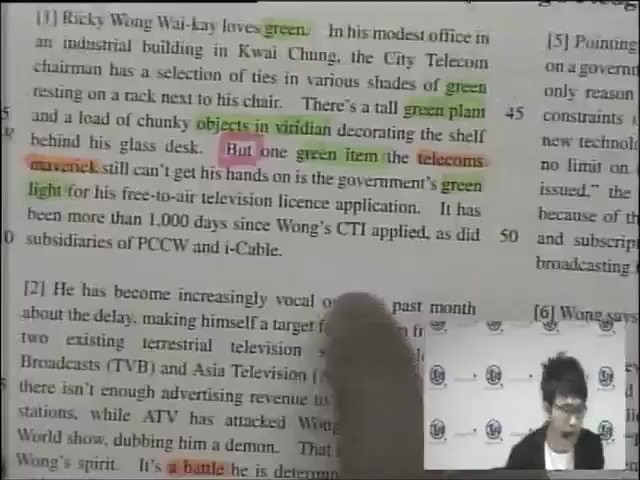 [1] Ricky Wong Wai-kay loves green. In his modest office in
an industrial building in Kwai Chung, the City Telecom
chairman has a selection of ties in various shades of green
resting on a rack next to his chair. There's a tall green plant
and a load of chunky objects in viridian decorating the shelf
behind his glass desk. But one green item the telecoms
maverick still can't get his hands on is the government's green
light for his free-to-air television licence application. It has
been more than 1,000 days since Wong's CTI applied, as did
subsidiaries of PCCW and i-Cable.
[2] He has become increasingly vocal past month
about the delay, making himself a target
two existing terrestrial television
Broadcasts (TVB) and Asia Television
there isn't enough advertising revenue to
stations, while ATV has attacked
World show, dubbing him a demon.
Wong's spirit. It's a battle he is
45
50
[5] Pointing
on a
only reason
constraints
new
no limit on
issued," the
because of
and
broadcasting
[6] Wong says